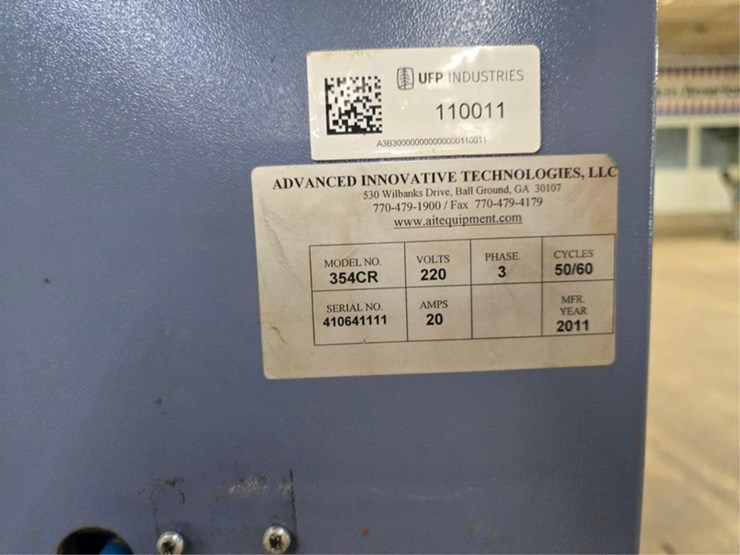 UFP INDUSTRIES
110011
ADVANCED INNOVATIVE TECHNOLOGIES, LLC
530 Wilbanks Drive, Ball Ground, GA 30107
770-479-1900 / Fax 770-479-4179
www.aitequipment.com
MODEL NO. VOLTS PHASE CYCLES
354CR 220 3 50/60
SERIAL NO. AMPS MFR. YEAR
410641111 20 2011